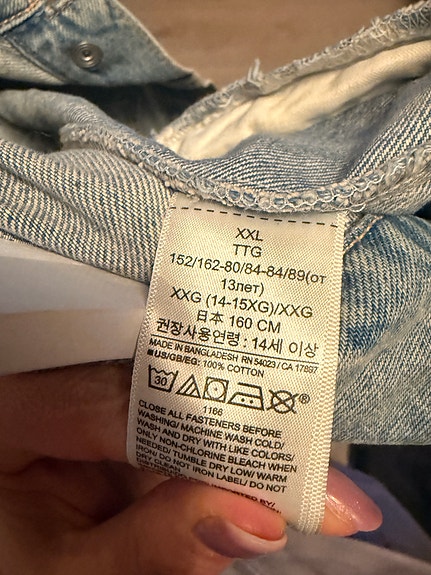 XXL
TTG
152/162-80/84-84/89(от
13лет)
XXG (14-15XG)/XXG
日本 160 CM
권장사용연령 : 14세 이상
MADE IN BANGLADESH RN 54023 / CA 17897
US/GB/EG: 100% COTTON
30
®
1166
CLOSE ALL FASTENERS BEFORE
WASHING/ MACHINE WASH COLD/
WASH AND DRY WITH LIKE COLORS/
ONLY NON-CHLORINE BLEACH WHEN
NEEDED/ TUMBLE DRY LOW/ WARM
IRON/ DO NOT IRON LABEL/ DO NOT
DRY CLEAN